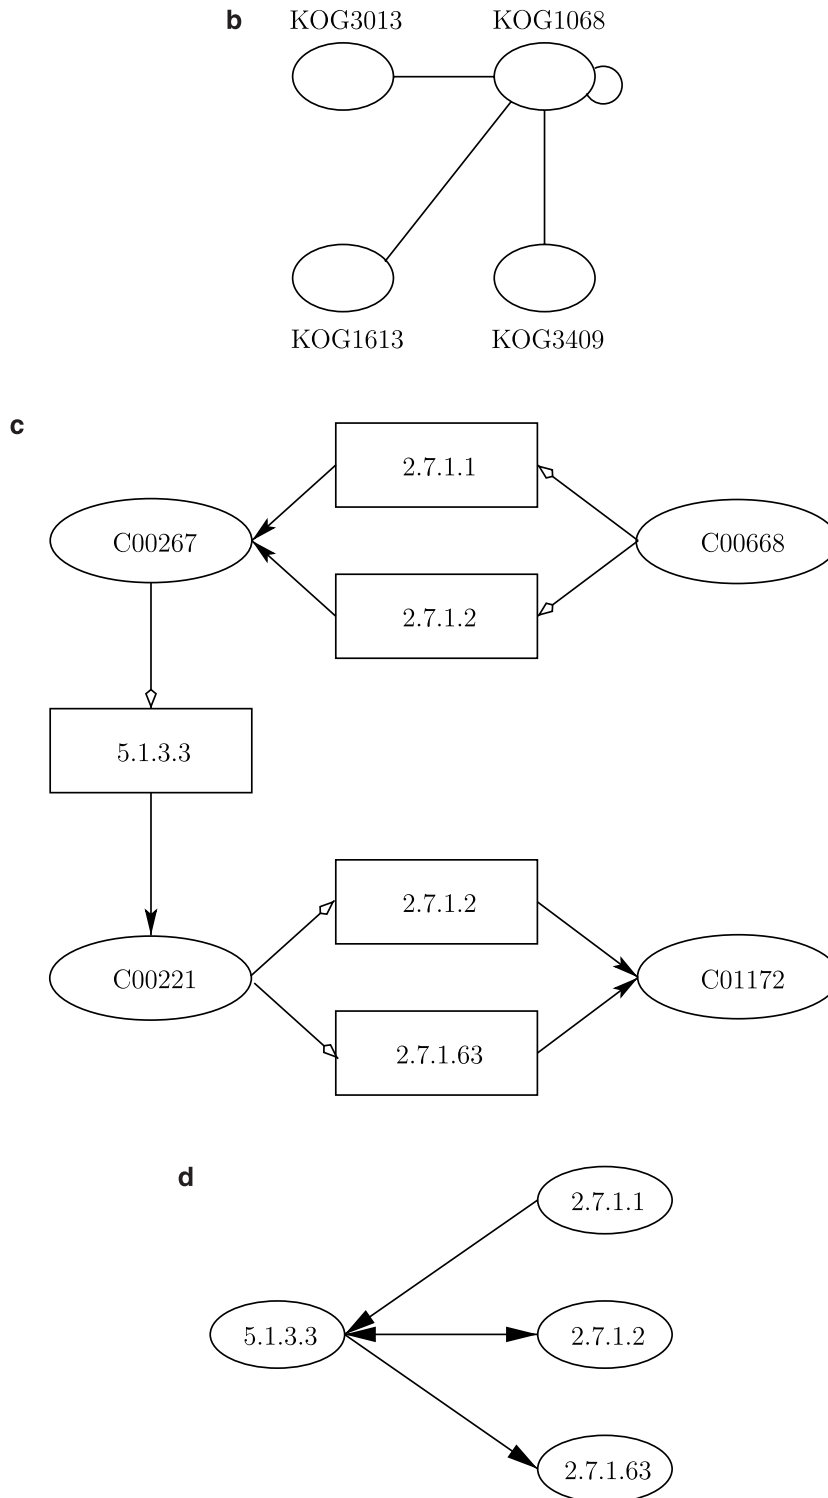 b
KOG3013 KOG1068
KOG1613 KOG3409
c
2.7.1.1
C00267 C00668
2.7.1.2
5.1.3.3
2.7.1.2
C00221 C01172
2.7.1.63
d
2.7.1.1
5.1.3.3 2.7.1.2
2.7.1.63